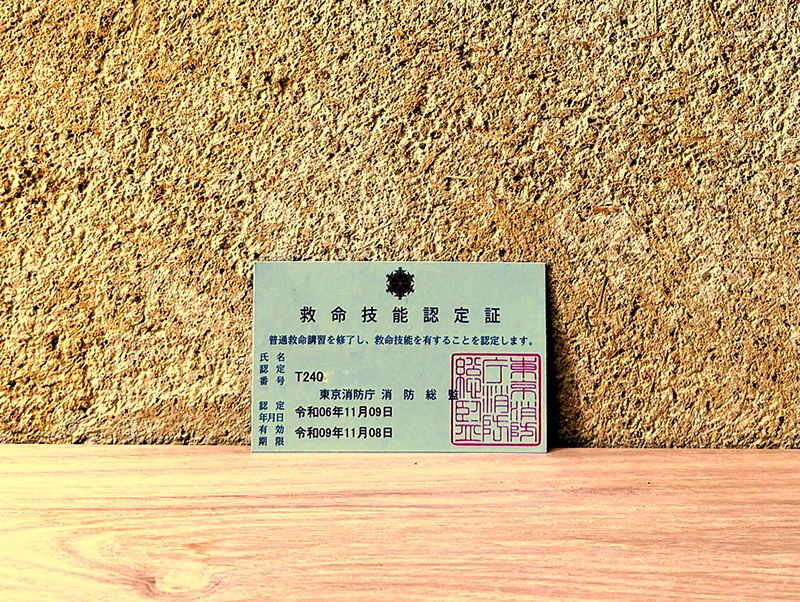 救命技能認定証
普通救命講習を修了し、救命技能を有することを認定します。
氏名
認定番号 T240
東京消防庁 消防総監
認定年月日 令和06年11月09日
有効期限 令和09年11月08日
東京消防庁消防総監